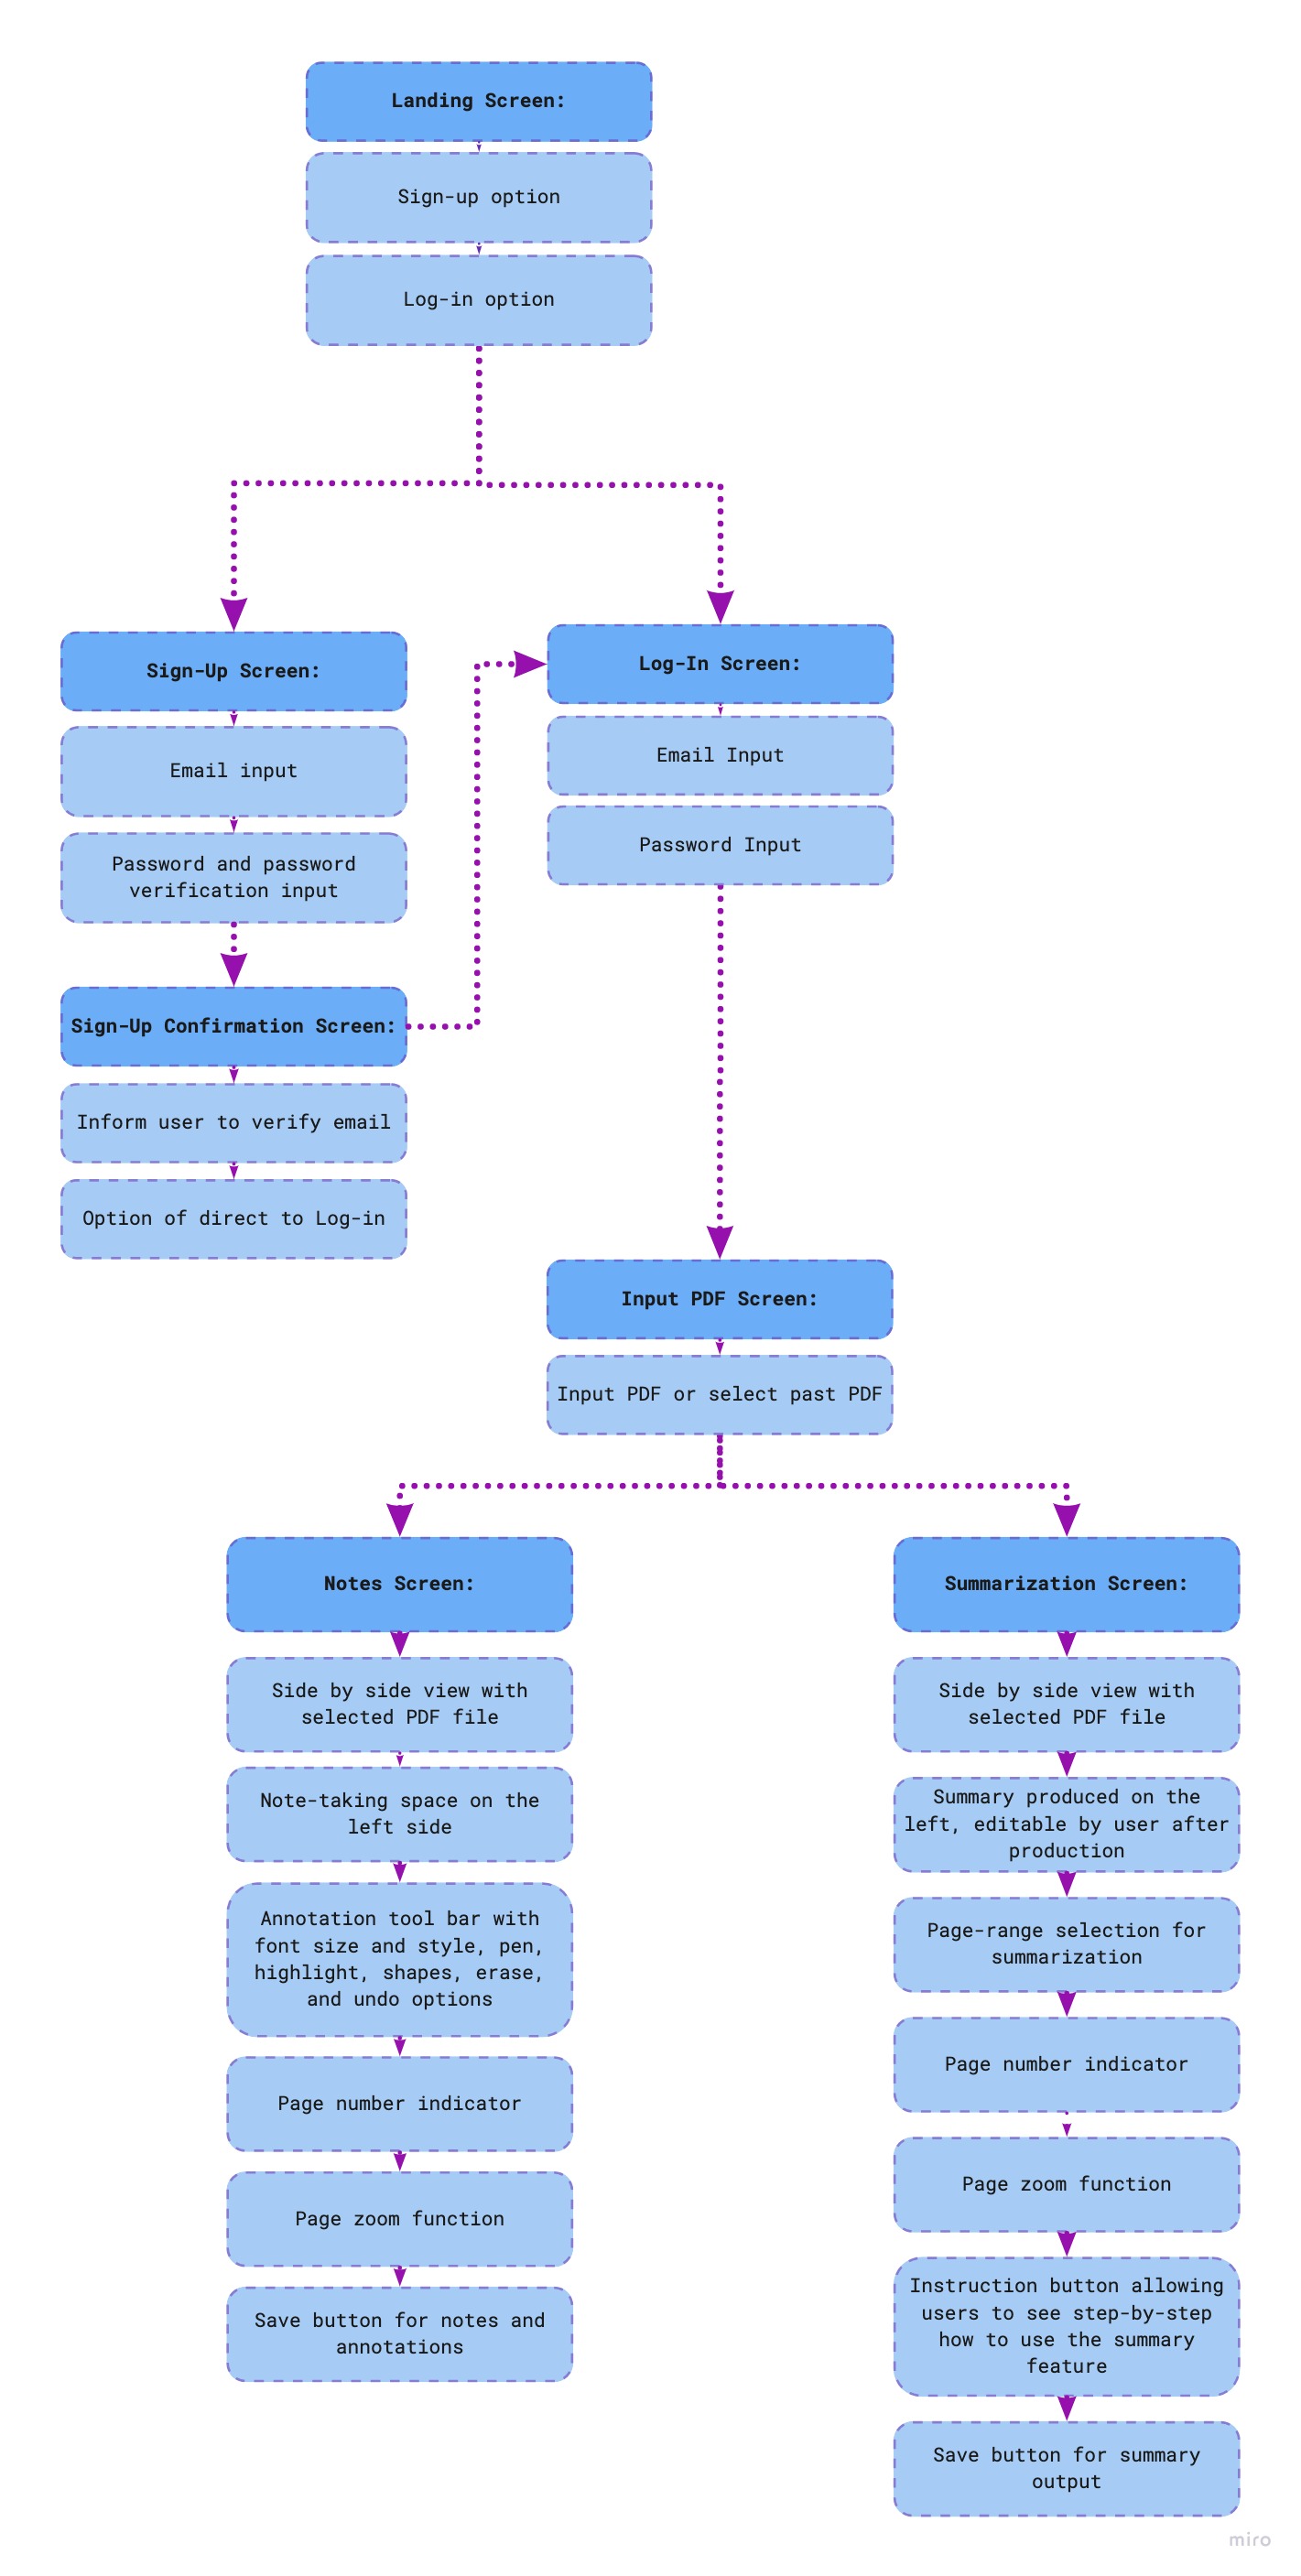 Landing Screen:
Sign-up option
Log-in option
Sign-Up Screen:
Email input
Password and password
verification input
Sign-Up Confirmation Screen:
Inform user to verify email
Option of direct to Log-in
Log-In Screen:
Email Input
Password Input
Input PDF Screen:
Input PDF or select past PDF
Notes Screen:
Side by side view with
selected PDF file
Note-taking space on the
left side
Annotation tool bar with
font size and style, pen,
highlight, shapes, erase,
and undo options
Page number indicator
Page zoom function
Save button for notes and
annotations
Summarization Screen:
Side by side view with
selected PDF file
Summary produced on the
left, editable by user after
production
Page-range selection for
summarization
Page number indicator
Page zoom function
Instruction button allowing
users to see step-by-step
how to use the summary
feature
Save button for summary
output
miro